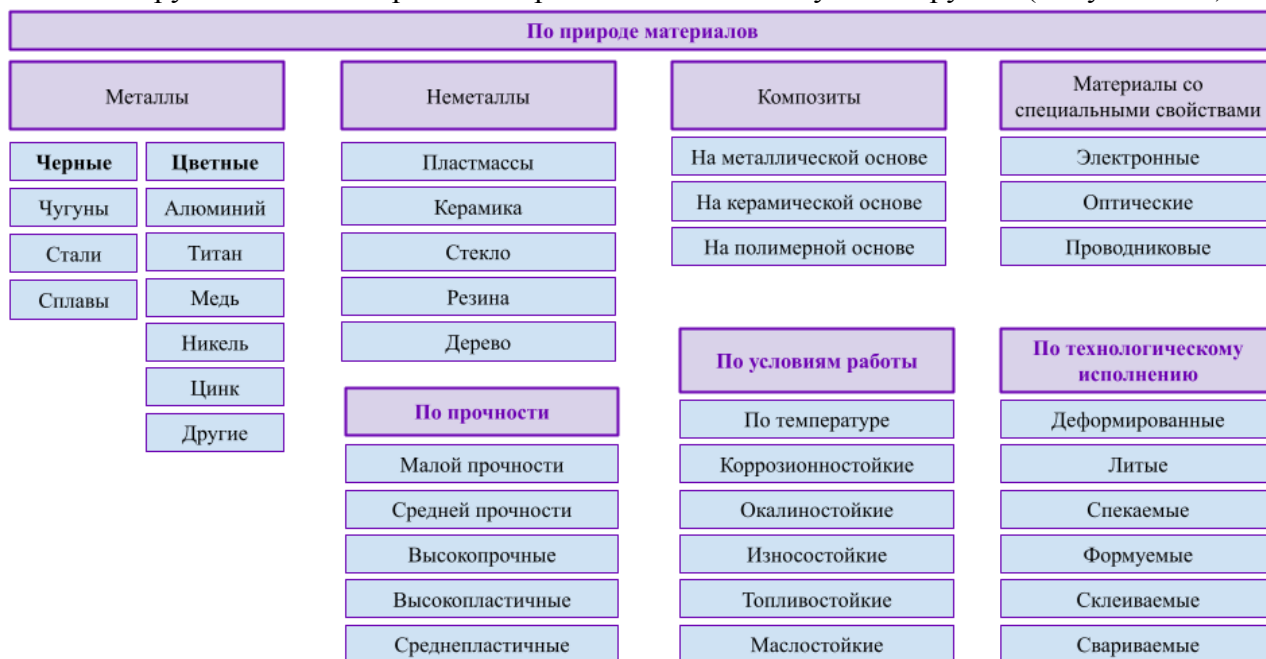 По природе материалов
Металлы
Черные
Чугуны
Стали
Сплавы
Цветные
Алюминий
Титан
Медь
Никель
Цинк
Другие
Неметаллы
Пластмассы
Керамика
Стекло
Резина
Дерево
Композиты
На металлической основе
На керамической основе
На полимерной основе
Материалы со
специальными свойствами
Электронные
Оптические
Проводниковые
По прочности
Малой прочности
Средней прочности
Высокопрочные
Высокопластичные
Среднепластичные
По условиям работы
По температуре
Коррозионностойкие
Окалиностойкие
Износостойкие
Топливостойкие
Маслостойкие
По технологическому
исполнению
Деформированные
Литые
Спекаемые
Формуемые
Склеиваемые
Свариваемые